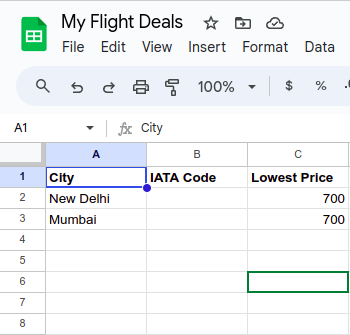 My Flight Deals
File Edit View Insert Format Data
100% $ % .
A1 fx City
A B C
1 City IATA Code Lowest Price
2 New Delhi 700
3 Mumbai 700
4
5
6
7
8